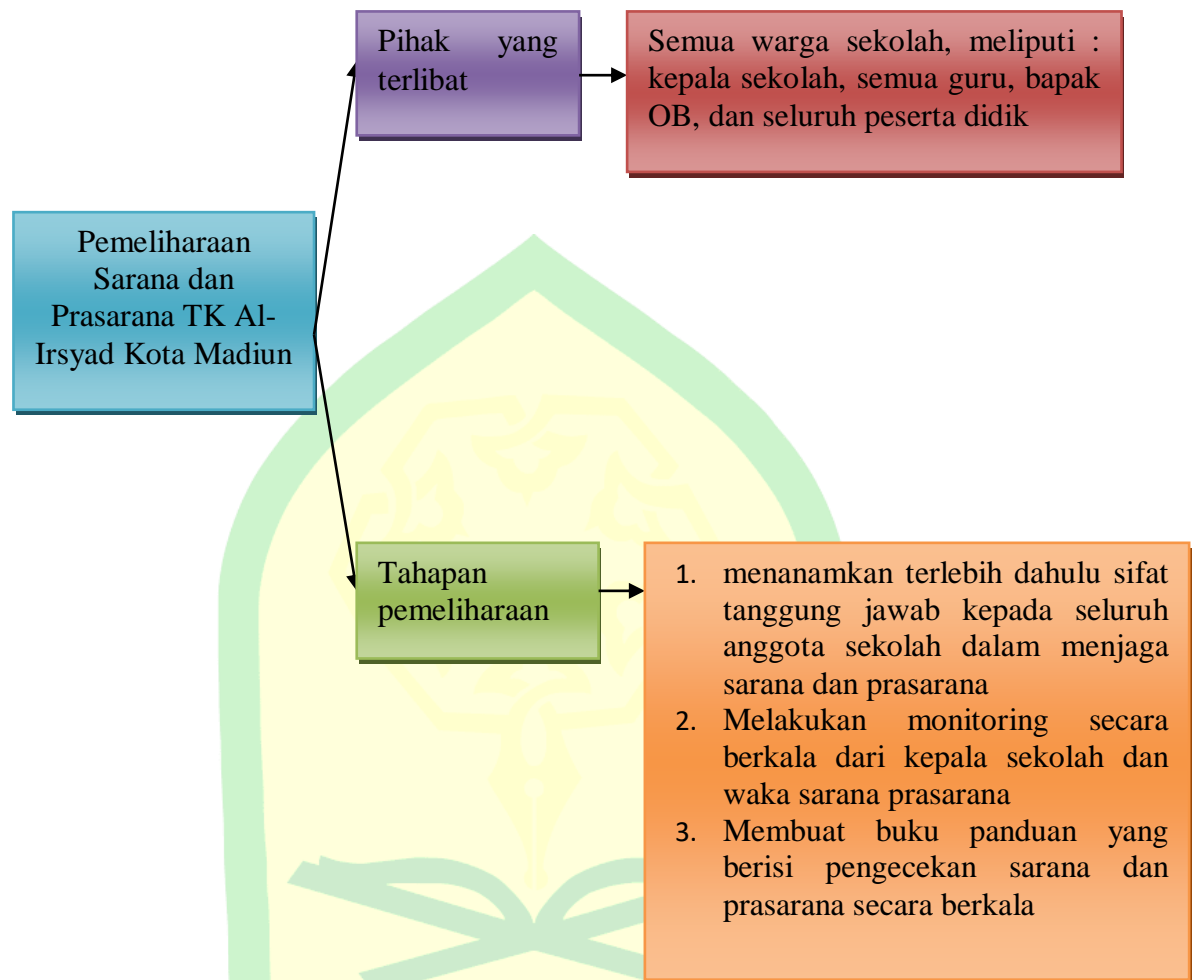 Pihak yang
terlibat
Semua warga sekolah, meliputi :
kepala sekolah, semua guru, bapak
OB, dan seluruh peserta didik
Pemeliharaan
Sarana dan
Prasarana TK Al-
Irsyad Kota Madiun
Tahapan
pemeliharaan
1. menanamkan terlebih dahulu sifat
tanggung jawab kepada seluruh
anggota sekolah dalam menjaga
sarana dan prasarana
2. Melakukan monitoring secara
berkala dari kepala sekolah dan
waka sarana prasarana
3. Membuat buku panduan yang
berisi pengecekan sarana dan
prasarana secara berkala